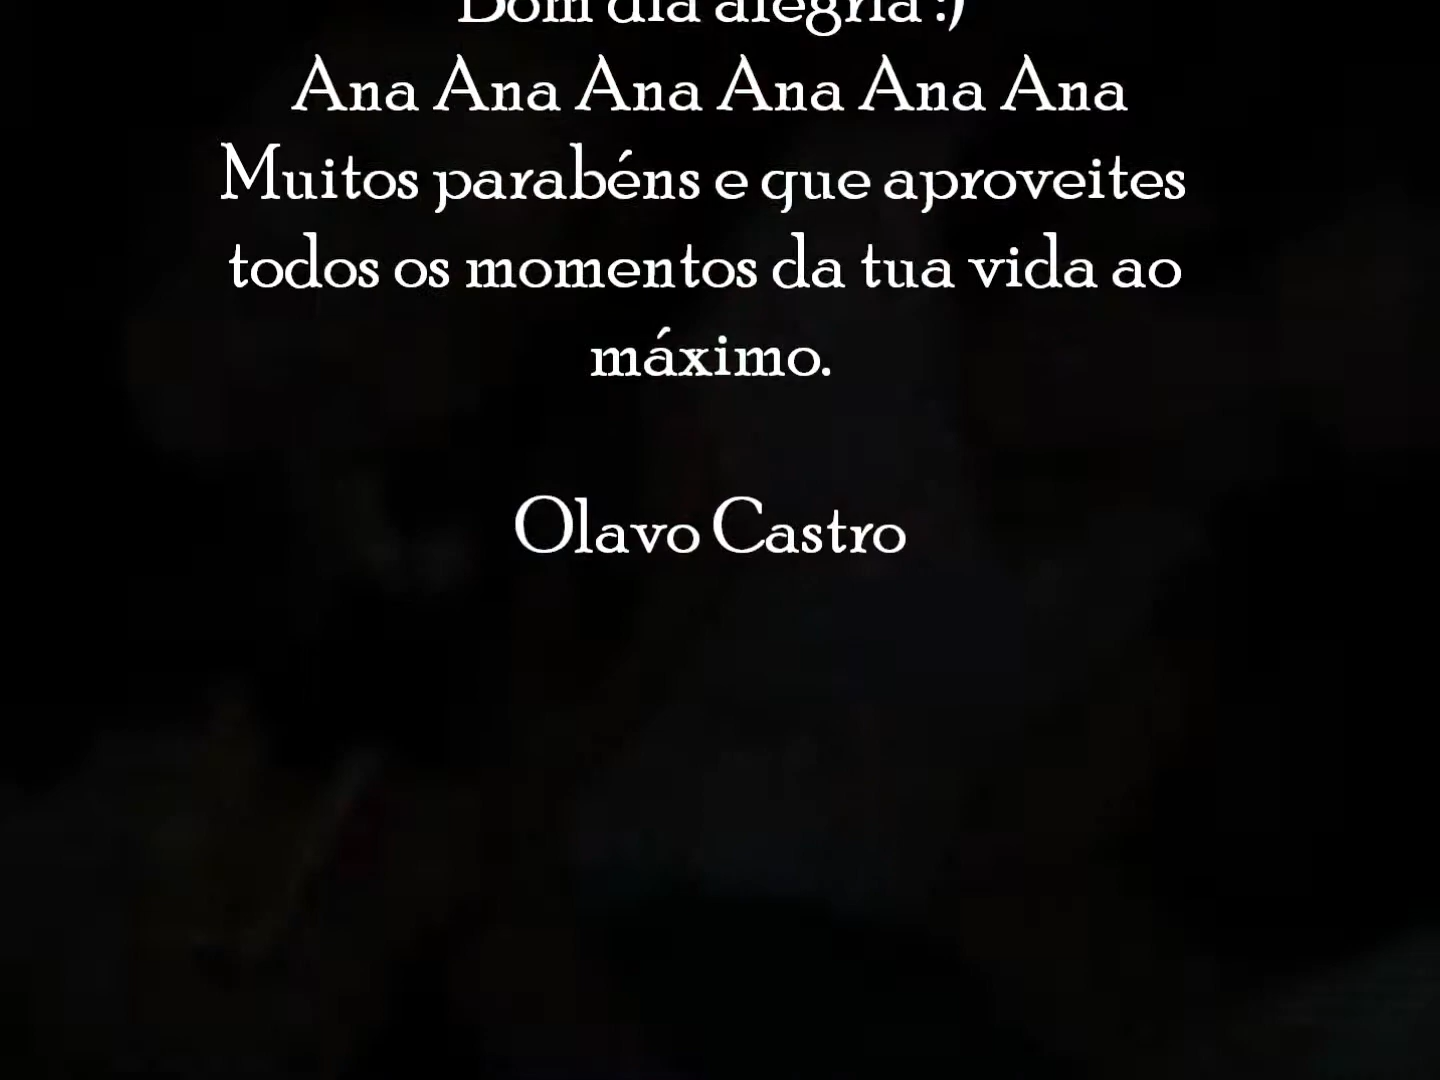 Bom dia alegria :)
Ana Ana Ana Ana Ana Ana
Muitos parabéns e que aproveites
todos os momentos da tua vida ao
máximo.
Olavo Castro